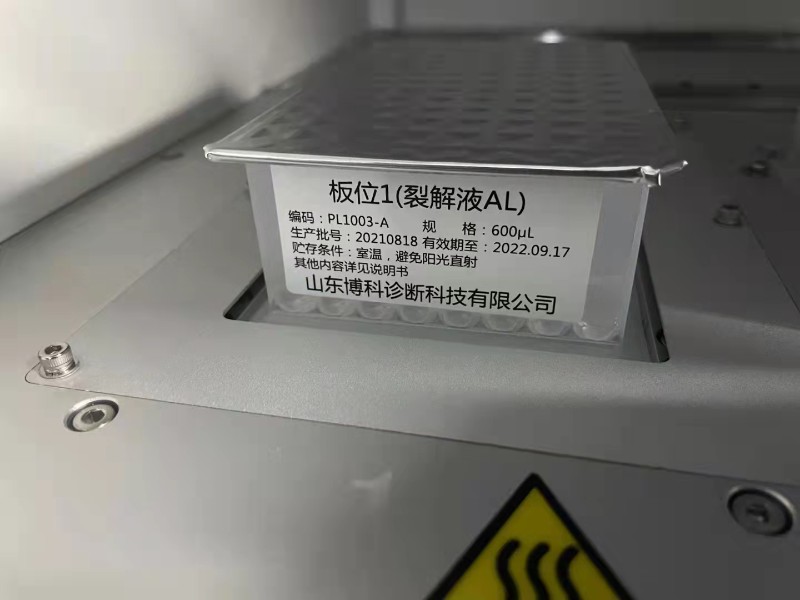 板位1(裂解液AL)
编码：PL1003-A 规 格：600μL
生产批号：20210818 有效期至：2022.09.17
贮存条件：室温，避免阳光直射
其他内容详见说明书
山东博科诊断科技有限公司